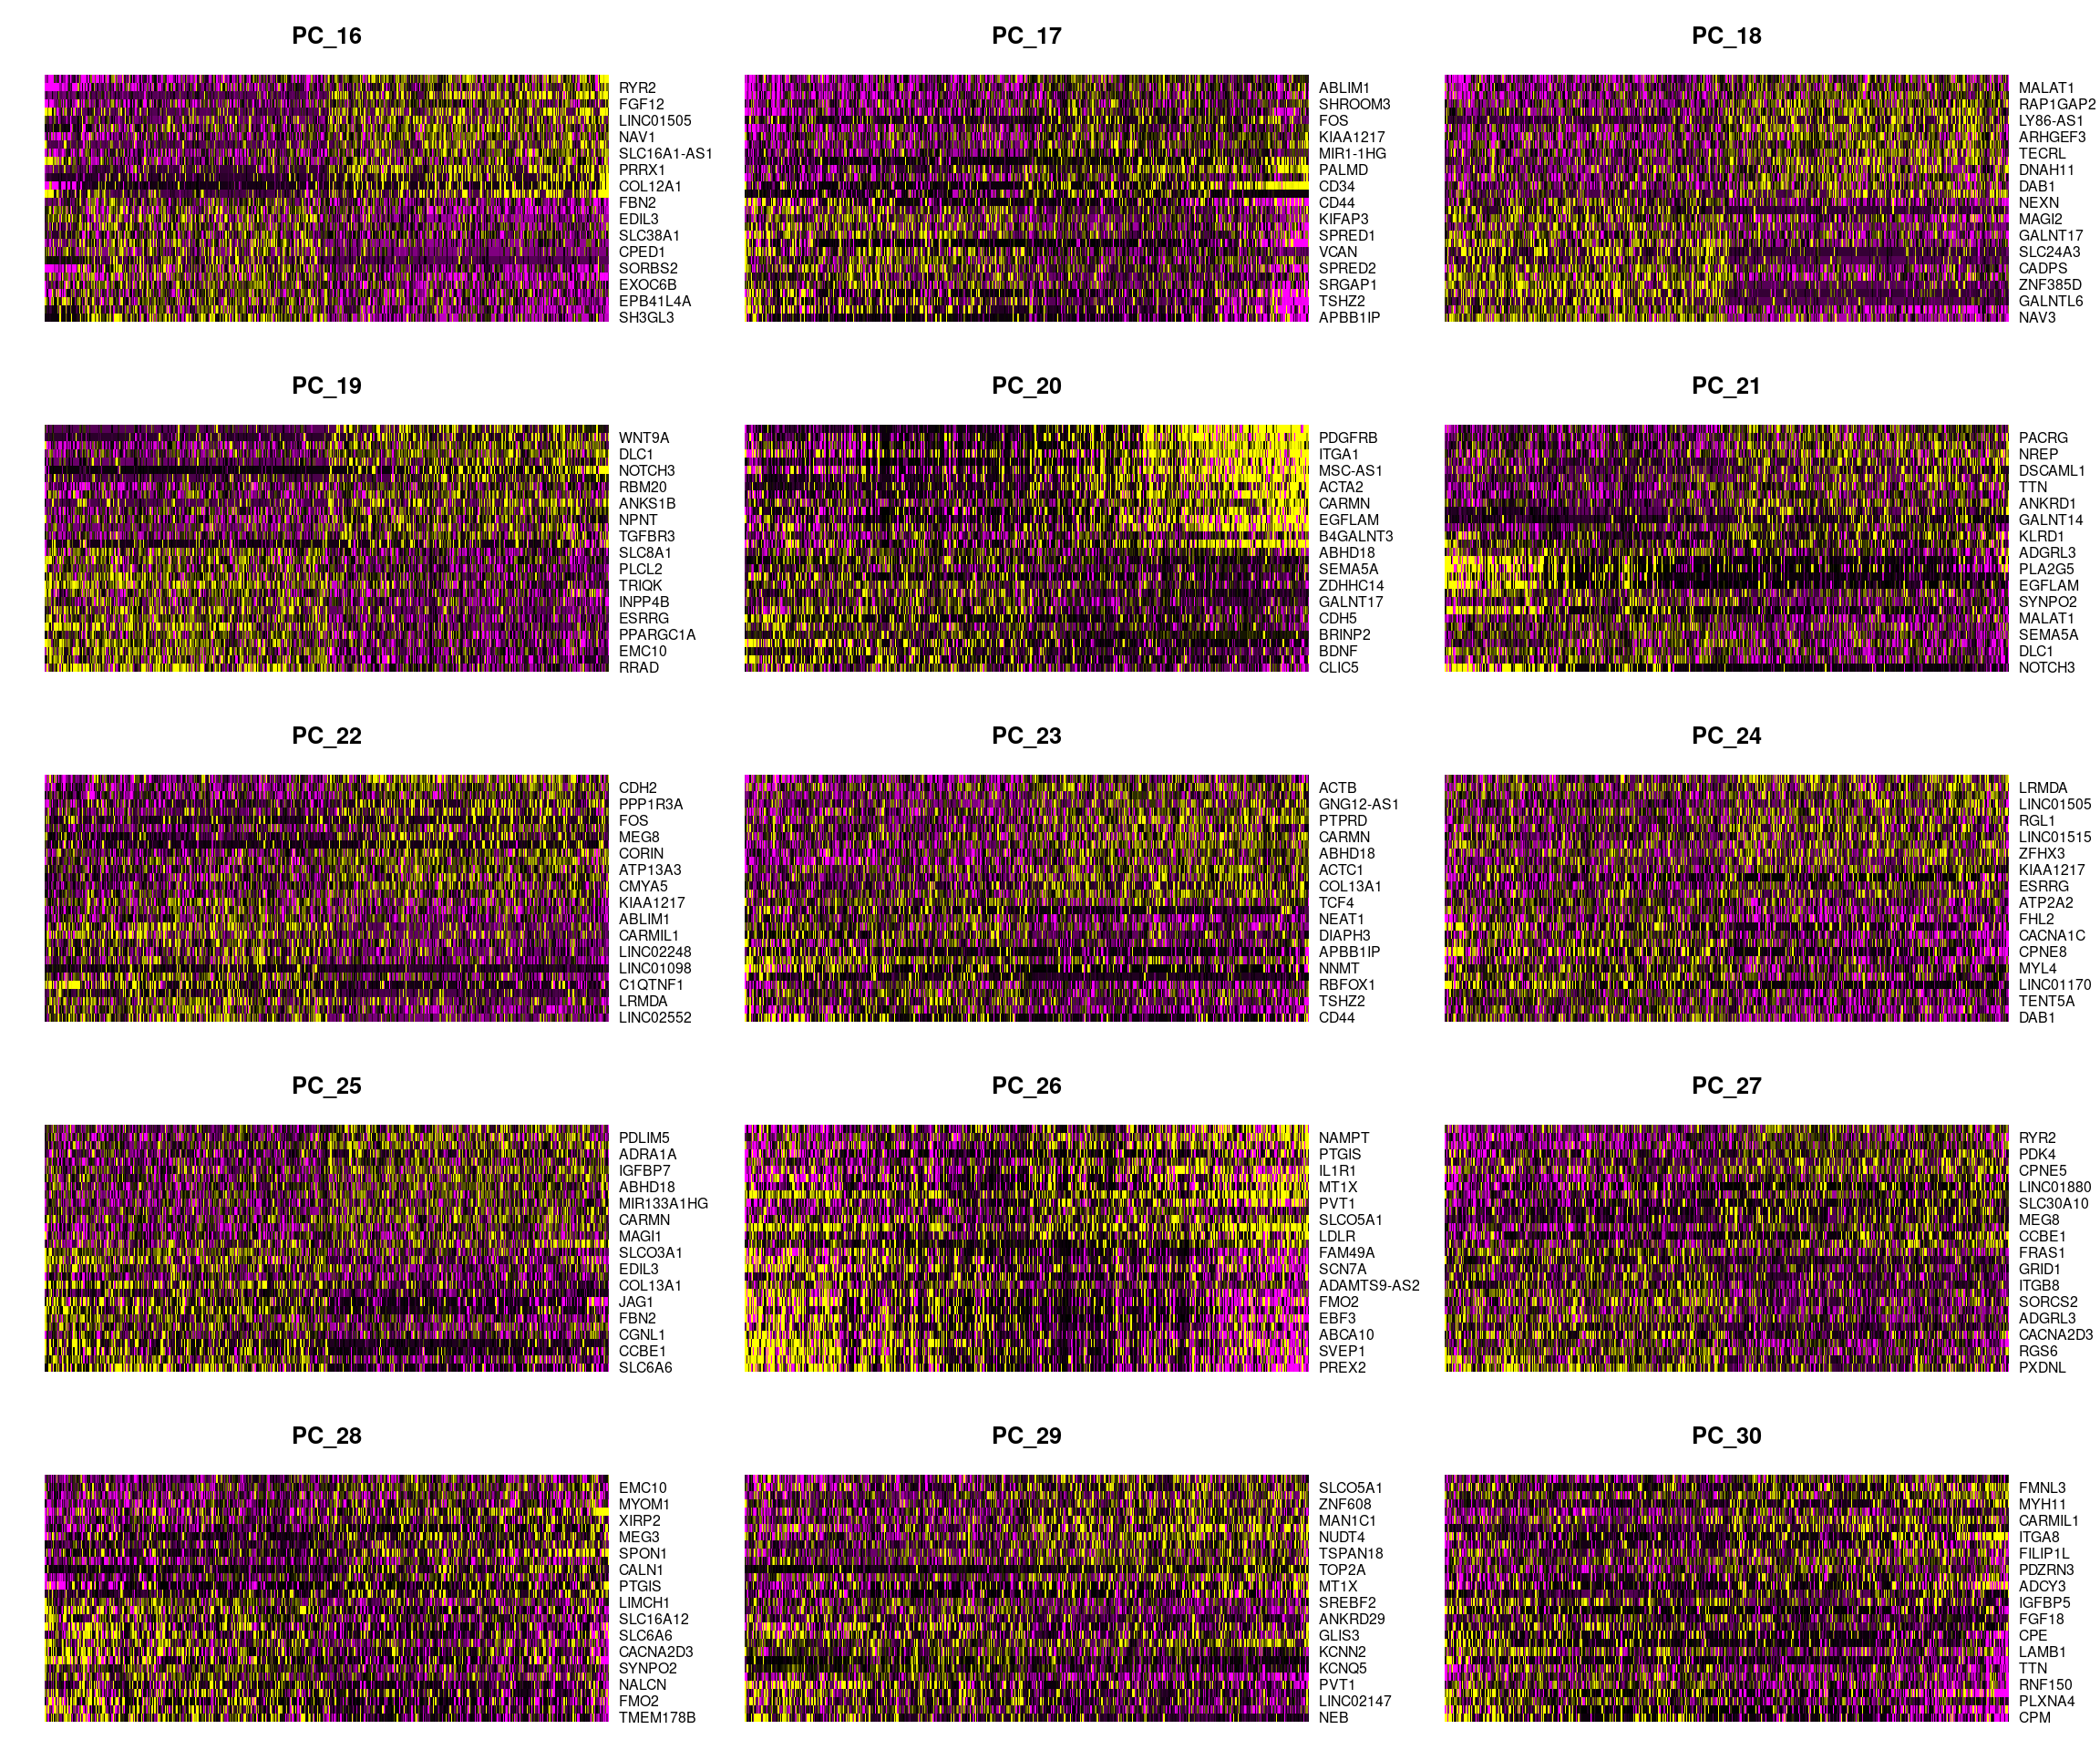 PC_16
RYR2
FGF12
LINC01505
NAV1
SLC16A1-AS1
PRRX1
COL12A1
FBN2
EDIL3
SLC38A1
CPED1
SORBS2
EXOC6B
EPB41L4A
SH3GL3
PC_17
ABLIM1
SHROOM3
FOS
KIAA1217
MIR1-1HG
PALMD
CD34
CD44
KIFAP3
SPRED1
VCAN
SPRED2
SRGAP1
TSHZ2
APBB1IP
PC_18
MALAT1
RAP1GAP2
LY86-AS1
ARHGEF3
TECRL
DNAH11
DAB1
NEXN
MAGI2
GALNT17
SLC24A3
CADPS
ZNF385D
GALNTL6
NAV3
PC_19
WNT9A
DLC1
NOTCH3
RBM20
ANKS1B
NPNT
TGFBR3
SLC8A1
PLCL2
TRIQK
INPP4B
ESRRG
PPARGC1A
EMC10
RRAD
PC_20
PDGFRB
ITGA1
MSC-AS1
ACTA2
CARMN
EGFLAM
B4GALNT3
ABHD18
SEMA5A
ZDHHC14
GALNT17
CDH5
BRINP2
BDNF
CLIC5
PC_21
PACRG
NREP
DSCAML1
TTN
ANKRD1
GALNT14
KLRD1
ADGRL3
PLA2G5
EGFLAM
SYNPO2
MALAT1
SEMA5A
DLC1
NOTCH3
PC_22
CDH2
PPP1R3A
FOS
MEG8
CORIN
ATP13A3
CMYA5
KIAA1217
ABLIM1
CARMIL1
LINC02248
LINC01098
C1QTNF1
LRMDA
LINC02552
PC_23
ACTB
GNG12-AS1
PTPRD
CARMN
ABHD18
ACTC1
COL13A1
TCF4
NEAT1
DIAPH3
APBB1IP
NNMT
RBFOX1
TSHZ2
CD44
PC_24
LRMDA
LINC01505
RGL1
LINC01515
ZFHX3
KIAA1217
ESRRG
ATP2A2
FHL2
CACNA1C
CPNE8
MYL4
LINC01170
TENT5A
DAB1
PC_25
PDLIM5
ADRA1A
IGFBP7
ABHD18
MIR133A1HG
CARMN
MAGI1
SLCO3A1
EDIL3
COL13A1
JAG1
FBN2
CGNL1
CCBE1
SLC6A6
PC_26
NAMPT
PTGIS
IL1R1
MT1X
PVT1
SLCO5A1
LDLR
FAM49A
SCN7A
ADAMTS9-AS2
FMO2
EBF3
ABCA10
SVEP1
PREX2
PC_27
RYR2
PDK4
CPNE5
LINC01880
SLC30A10
MEG8
CCBE1
FRAS1
GRID1
ITGB8
SORCS2
ADGRL3
CACNA2D3
RGS6
PXDNL
PC_28
EMC10
MYOM1
XIRP2
MEG3
SPON1
CALN1
PTGIS
LIMCH1
SLC16A12
SLC6A6
CACNA2D3
SYNPO2
NALCN
FMO2
TMEM178B
PC_29
SLCO5A1
ZNF608
MAN1C1
NUDT4
TSPAN18
TOP2A
MT1X
SREBF2
ANKRD29
GLIS3
KCNN2
KCNQ5
PVT1
LINC02147
NEB
PC_30
FMNL3
MYH11
CARMIL1
ITGA8
FILIP1L
PDZRN3
ADCY3
IGFBP5
FGF18
CPE
LAMB1
TTN
RNF150
PLXNA4
CPM